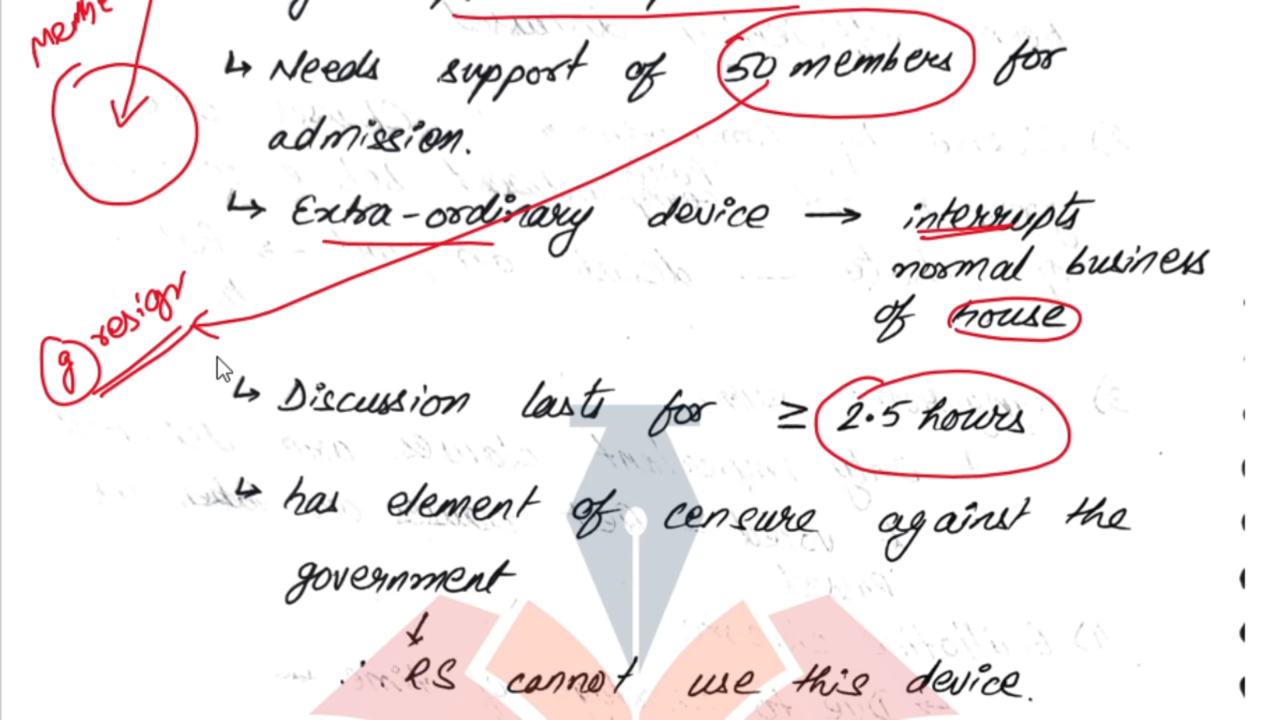 ↳ Needs support of 50 members for
admission.
↳ Extra-ordinary device → interrupts
normal business
of house
g resign
↳ Discussion lasts for ≥ 2.5 hours
↳ has element of censure against the
government
↓
∴ RS cannot use this device.